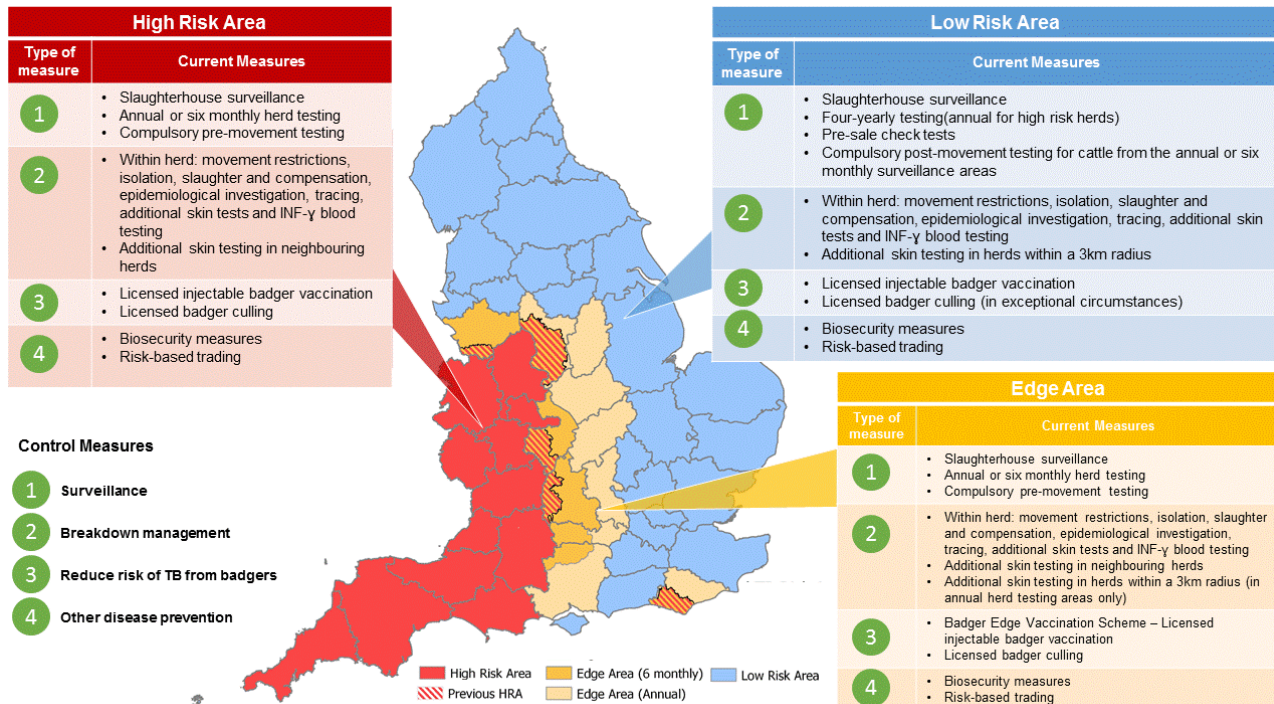 High Risk Area
Type of
measure
Current Measures
1
• Slaughterhouse surveillance
• Annual or six monthly herd testing
• Compulsory pre-movement testing
2
• Within herd: movement restrictions,
isolation, slaughter and compensation,
epidemiological investigation, tracing,
additional skin tests and INF-ɣ blood
testing
• Additional skin testing in neighbouring
herds
3
• Licensed injectable badger vaccination
• Licensed badger culling
4
• Biosecurity measures
• Risk-based trading
Low Risk Area
Type of
measure
Current Measures
1
• Slaughterhouse surveillance
• Four-yearly testing(annual for high risk herds)
• Pre-sale check tests
• Compulsory post-movement testing for cattle from the annual or six
monthly surveillance areas
2
• Within herd: movement restrictions, isolation, slaughter and
compensation, epidemiological investigation, tracing, additional skin
tests and INF-ɣ blood testing
• Additional skin testing in herds within a 3km radius
3
• Licensed injectable badger vaccination
• Licensed badger culling (in exceptional circumstances)
4
• Biosecurity measures
• Risk-based trading
Edge Area
Type of
measure
Current Measures
1
• Slaughterhouse surveillance
• Annual or six monthly herd testing
• Compulsory pre-movement testing
2
• Within herd: movement restrictions, isolation, slaughter
and compensation, epidemiological investigation,
tracing, additional skin tests and INF-ɣ blood testing
• Additional skin testing in neighbouring herds
• Additional skin testing in herds within a 3km radius (in
annual herd testing areas only)
3
• Badger Edge Vaccination Scheme – Licensed
injectable badger vaccination
• Licensed badger culling
4
• Biosecurity measures
• Risk-based trading
Control Measures
1 Surveillance
2 Breakdown management
3 Reduce risk of TB from badgers
4 Other disease prevention
High Risk Area
Edge Area (6 monthly)
Low Risk Area
Previous HRA
Edge Area (Annual)